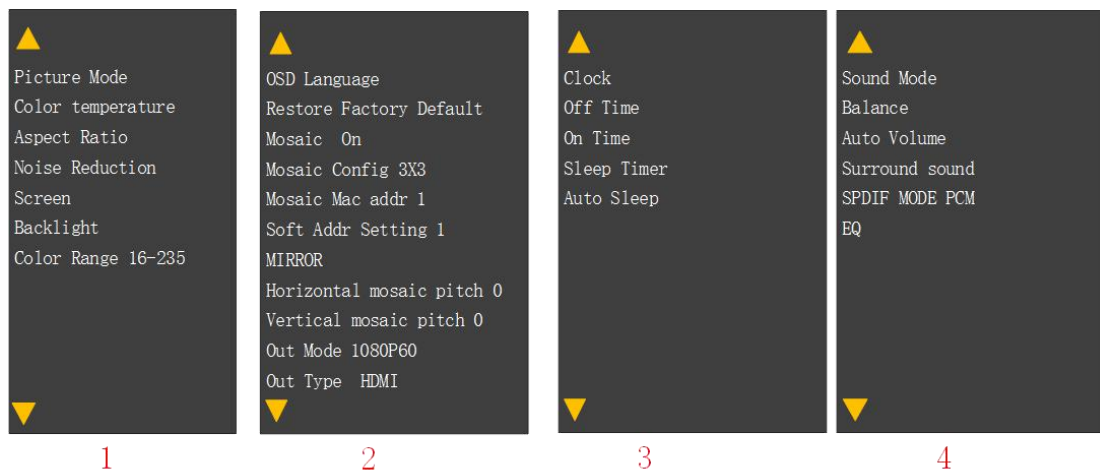 Picture Mode
Color temperature
Aspect Ratio
Noise Reduction
Screen
Backlight
Color Range 16-235
1
OSD Language
Restore Factory Default
Mosaic On
Mosaic Config 3X3
Mosaic Mac addr 1
Soft Addr Setting 1
MIRROR
Horizontal mosaic pitch 0
Vertical mosaic pitch 0
Out Mode 1080P60
Out Type HDMI
2
Clock
Off Time
On Time
Sleep Timer
Auto Sleep
3
Sound Mode
Balance
Auto Volume
Surround sound
SPDIF MODE PCM
EQ
4